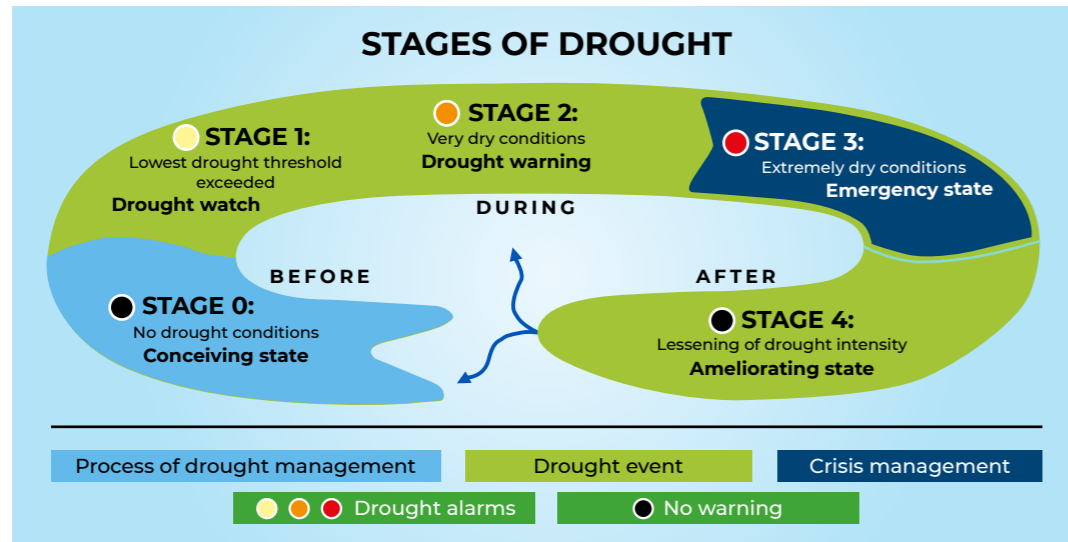 STAGES OF DROUGHT
STAGE 1:
Lowest drought threshold
exceeded
Drought watch
STAGE 2:
Very dry conditions
Drought warning
STAGE 3:
Extremely dry conditions
Emergency state
DURING
BEFORE
AFTER
STAGE 0:
No drought conditions
Conceiving state
STAGE 4:
Lessening of drought intensity
Ameliorating state
Process of drought management
Drought event
Crisis management
Drought alarms
No warning